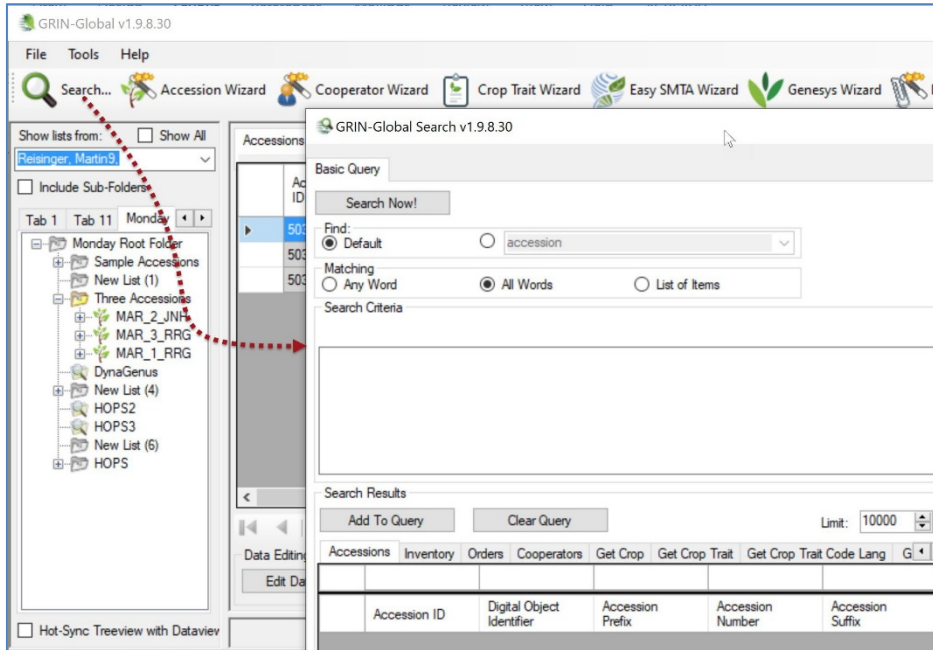 GRIN-Global v1.9.8.30
File Tools Help
Search... Accession Wizard Cooperator Wizard Crop Trait Wizard Easy SMTA Wizard Genesys Wizard
Show lists from: Show All
Reisinger, Martin9,
Include Sub-Folders
Tab 1 Tab 11 Monday
Monday Root Folder
Sample Accessions
New List (1)
Three Accessions
MAR_2_JNH
MAR_3_RRG
MAR_1_RRG
DynaGenus
New List (4)
HOPS2
HOPS3
New List (6)
HOPS
Hot-Sync Treeview with Dataview
Accessions
ID
503
503
503
Data Editing
GRIN-Global Search v1.9.8.30
Basic Query
Search Now!
Find:
Default accession
Matching
Any Word All Words List of Items
Search Criteria
Search Results
Add To Query Clear Query Limit: 10000
Accessions Inventory Orders Cooperators Get Crop Get Crop Trait Get Crop Trait Code Lang G
Accession ID Digital Object Identifier Accession Prefix Accession Number Accession Suffix